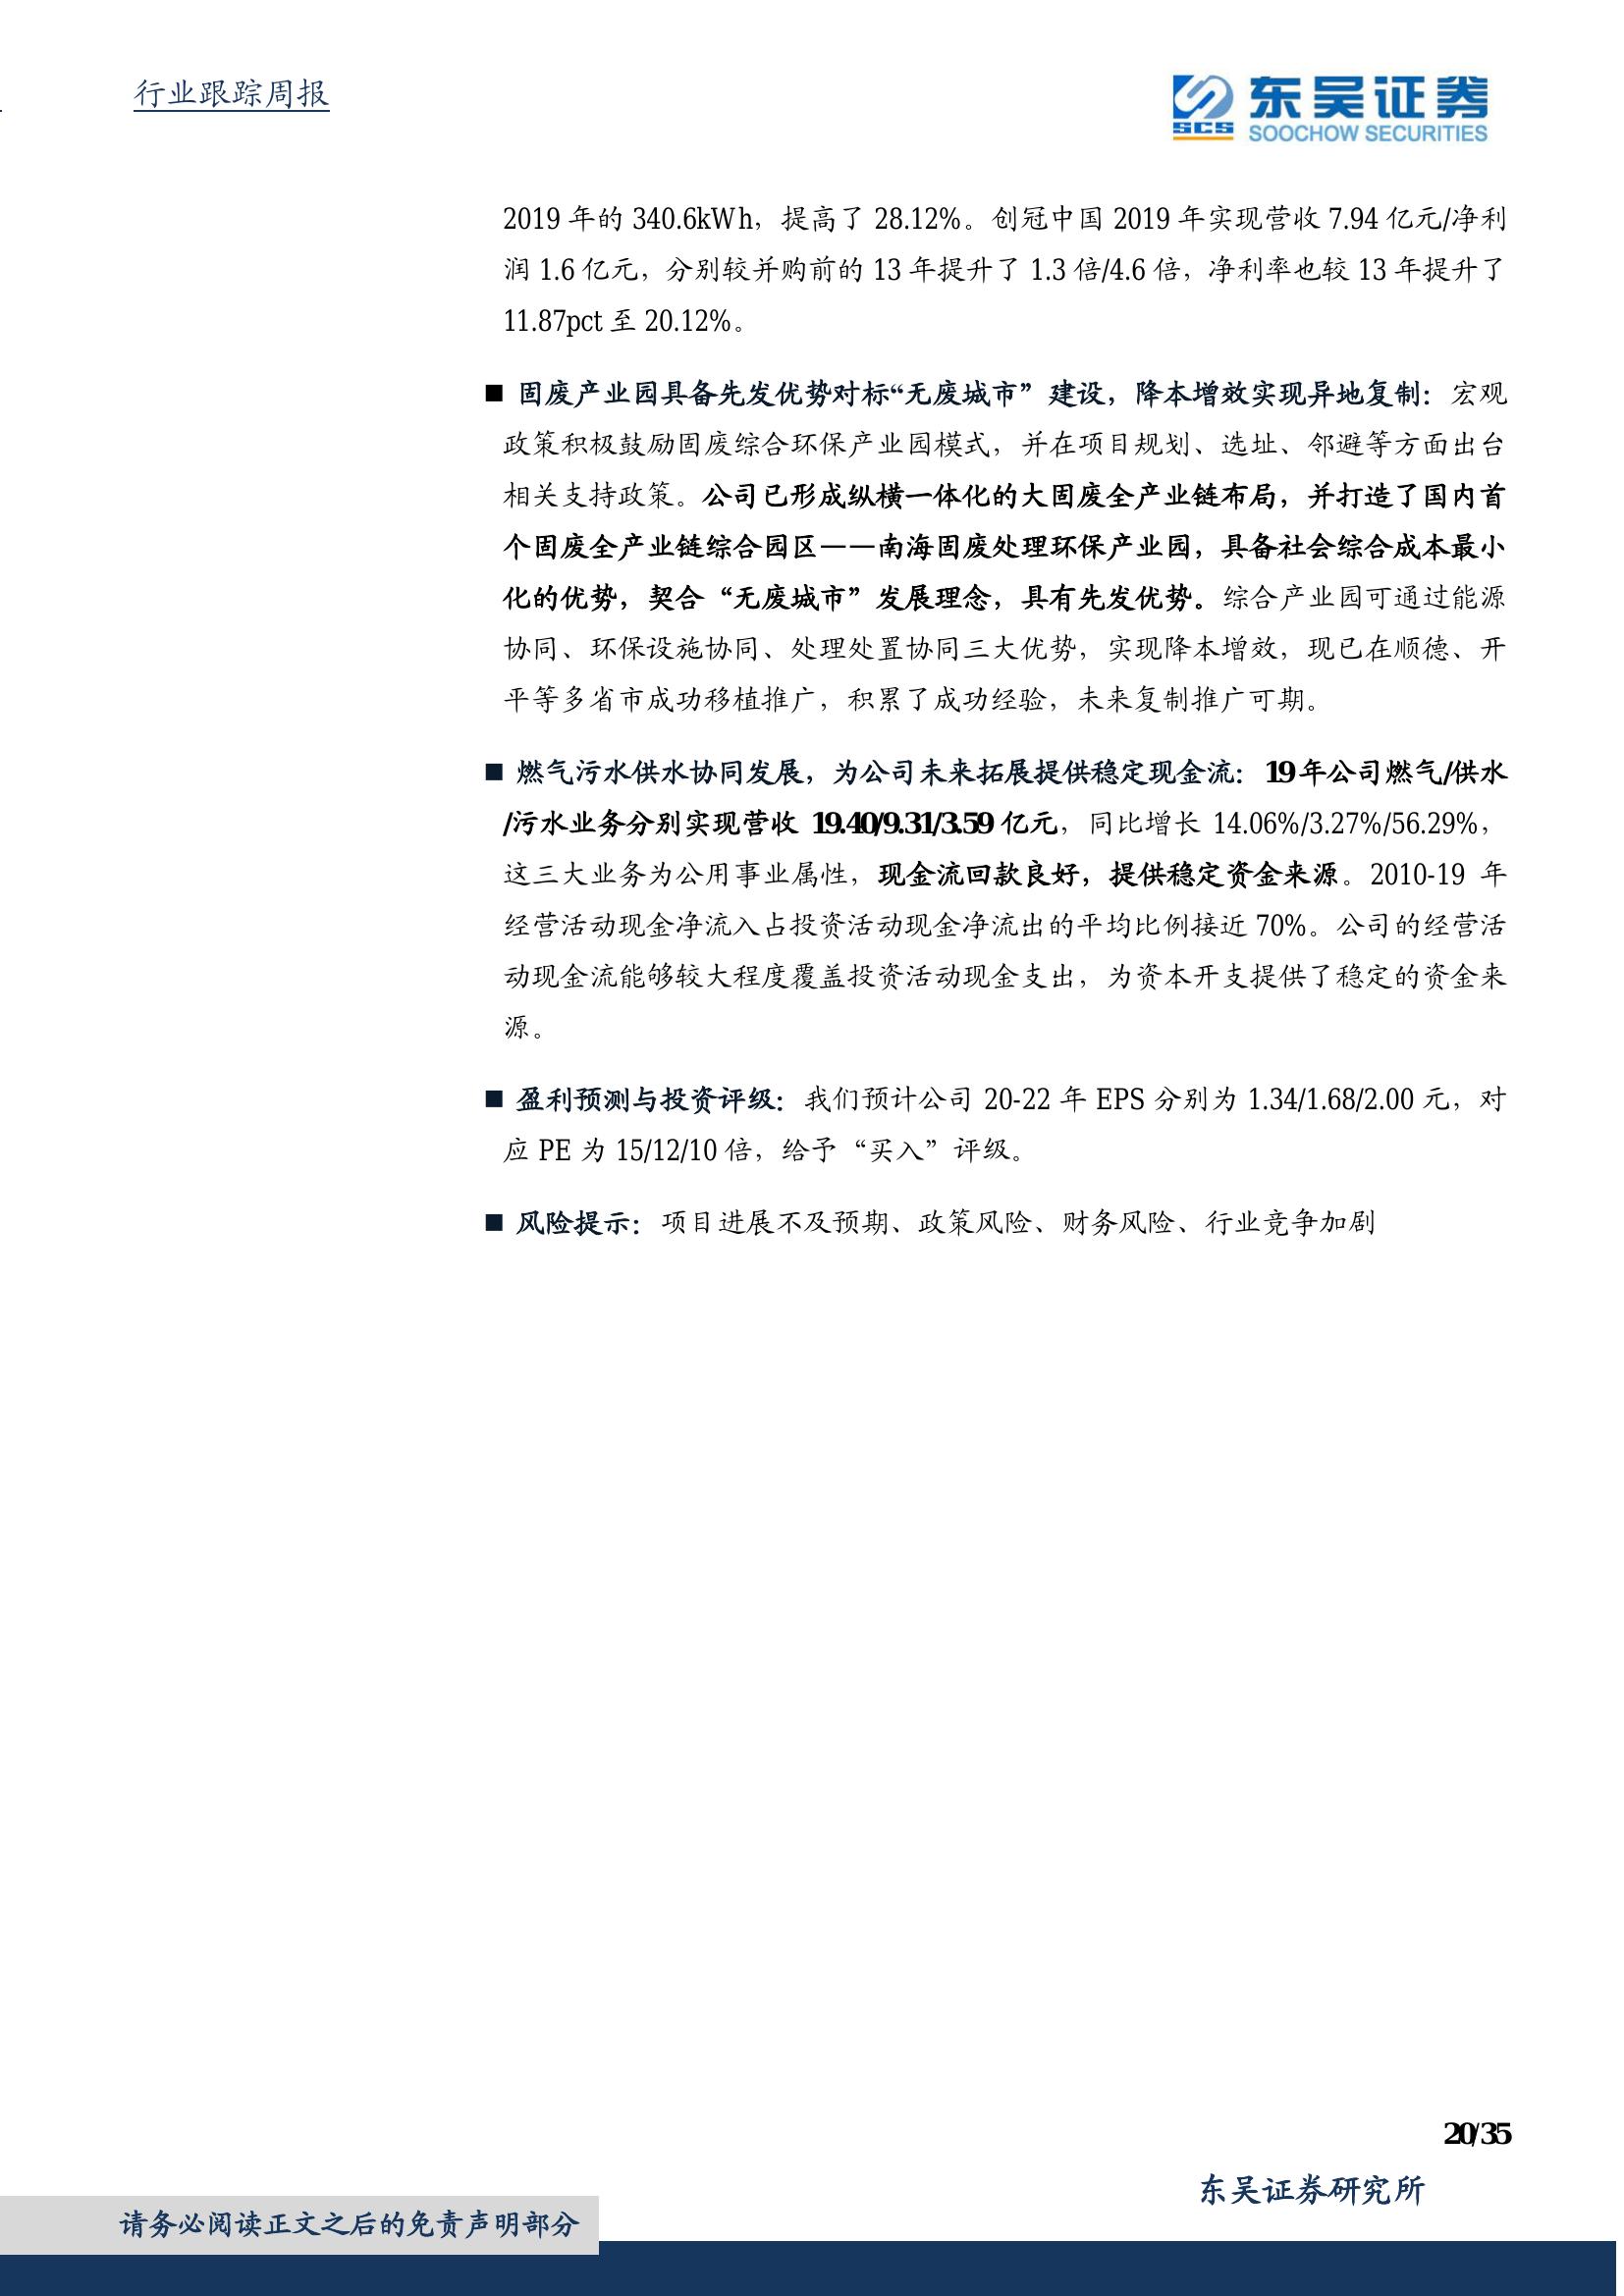 行业跟踪周报
SCS
东吴证券
SOOCHOW SECURITIES
2019 年的 340.6kWh，提高了 28.12%。创冠中国 2019 年实现营收 7.94 亿元/净利
润 1.6 亿元，分别较并购前的 13 年提升了 1.3 倍/4.6 倍，净利率也较 13 年提升了
11.87pct 至 20.12%。
■ 固废产业园具备先发优势对标“无废城市”建设，降本增效实现异地复制：宏观
政策积极鼓励固废综合环保产业园模式，并在项目规划、选址、邻避等方面出台
相关支持政策。公司已形成纵横一体化的大固废全产业链布局，并打造了国内首
个固废全产业链综合园区——南海固废处理环保产业园，具备社会综合成本最小
化的优势，契合“无废城市”发展理念，具有先发优势。综合产业园可通过能源
协同、环保设施协同、处理处置协同三大优势，实现降本增效，现已在顺德、开
平等多省市成功移植推广，积累了成功经验，未来复制推广可期。
■ 燃气污水供水协同发展，为公司未来拓展提供稳定现金流：19 年公司燃气/供水
/污水业务分别实现营收 19.40/9.31/3.59 亿元，同比增长 14.06%/3.27%/56.29%，
这三大业务为公用事业属性，现金流回款良好，提供稳定资金来源。2010-19 年
经营活动现金净流入占投资活动现金净流出的平均比例接近 70%。公司的经营活
动现金流能够较大程度覆盖投资活动现金支出，为资本开支提供了稳定的资金来
源。
■ 盈利预测与投资评级：我们预计公司 20-22 年 EPS 分别为 1.34/1.68/2.00 元，对
应 PE 为 15/12/10 倍，给予“买入”评级。
■ 风险提示：项目进展不及预期、政策风险、财务风险、行业竞争加剧
20/35
东吴证券研究所
请务必阅读正文之后的免责声明部分